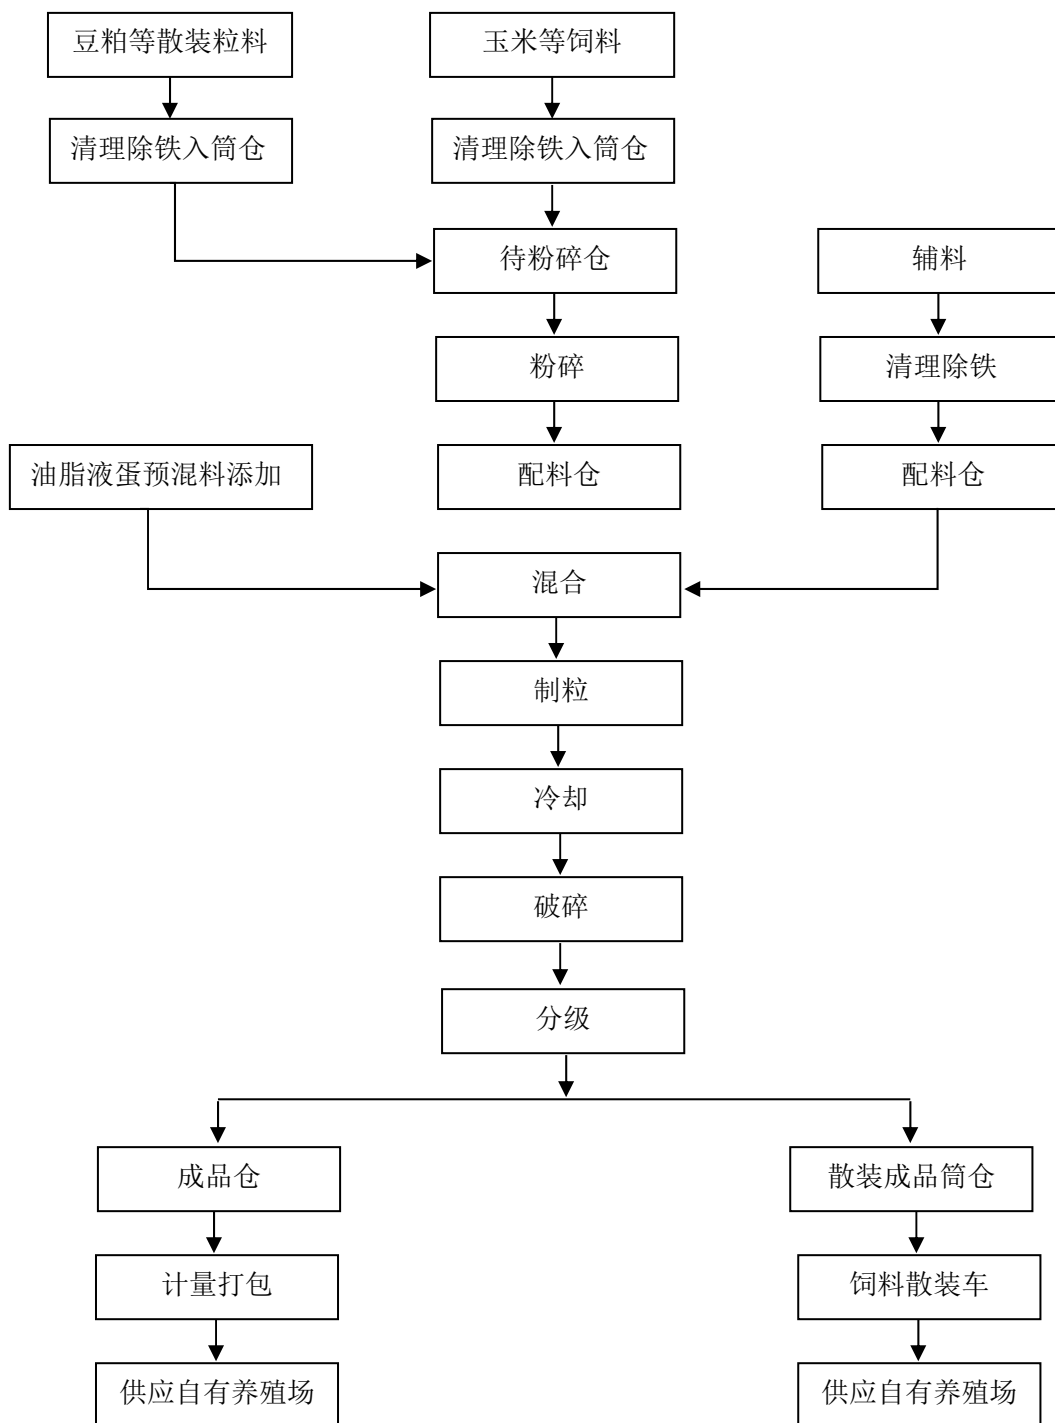 豆粕等散装粒料
玉米等饲料
清理除铁入筒仓
清理除铁入筒仓
待粉碎仓
辅料
粉碎
清理除铁
油脂液蛋预混料添加
配料仓
配料仓
混合
制粒
冷却
破碎
分级
成品仓
散装成品筒仓
计量打包
饲料散装车
供应自有养殖场
供应自有养殖场